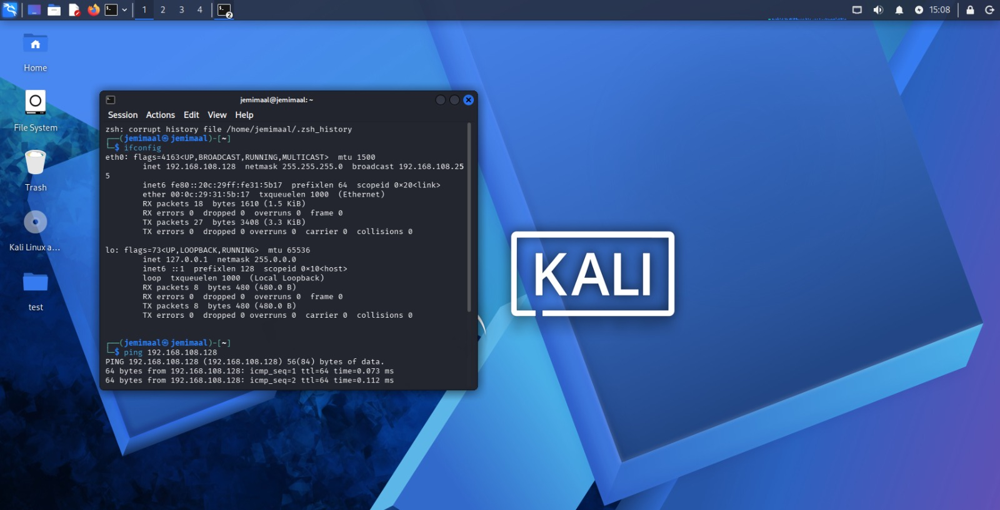 1 2 3 4 2 15:08
Home
File System
Trash
Kali Linux a...
test
jemimaal@jemimaal: ~
Session Actions Edit View Help
zsh: corrupt history file /home/jemimaal/.zsh_history
┌──(jemimaal㉿jemimaal)-[~]
└─$ ifconfig
eth0: flags=4163<UP,BROADCAST,RUNNING,MULTICAST>  mtu 1500
        inet 192.168.108.128  netmask 255.255.255.0  broadcast 192.168.108.25
5
        inet6 fe80::20c:29ff:fe31:5b17  prefixlen 64  scopeid 0×20<link>
        ether 00:0c:29:31:5b:17  txqueuelen 1000  (Ethernet)
        RX packets 18  bytes 1610 (1.5 KiB)
        RX errors 0  dropped 0  overruns 0  frame 0
        TX packets 27  bytes 3408 (3.3 KiB)
        TX errors 0  dropped 0 overruns 0  carrier 0  collisions 0
lo: flags=73<UP,LOOPBACK,RUNNING>  mtu 65536
        inet 127.0.0.1  netmask 255.0.0.0
        inet6 ::1  prefixlen 128  scopeid 0×10<host>
        loop  txqueuelen 1000  (Local Loopback)
        RX packets 8  bytes 480 (480.0 B)
        RX errors 0  dropped 0  overruns 0  frame 0
        TX packets 8  bytes 480 (480.0 B)
        TX errors 0  dropped 0 overruns 0  carrier 0  collisions 0
┌──(jemimaal㉿jemimaal)-[~]
└─$ ping 192.168.108.128
PING 192.168.108.128 (192.168.108.128) 56(84) bytes of data.
64 bytes from 192.168.108.128: icmp_seq=1 ttl=64 time=0.073 ms
64 bytes from 192.168.108.128: icmp_seq=2 ttl=64 time=0.112 ms
KALI